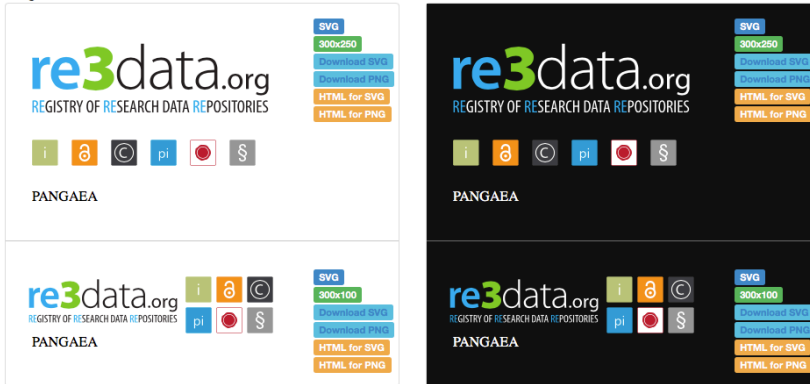 SVG
300x250
Download SVG
Download PNG
HTML for SVG
HTML for PNG
re3data.org
REGISTRY OF RESEARCH DATA REPOSITORIES
i © pi §
PANGAEA
SVG
300x250
Download SVG
Download PNG
HTML for SVG
HTML for PNG
re3data.org
REGISTRY OF RESEARCH DATA REPOSITORIES
i © pi §
PANGAEA
SVG
300x100
Download SVG
Download PNG
HTML for SVG
HTML for PNG
re3data.org
REGISTRY OF RESEARCH DATA REPOSITORIES
i ©
pi §
PANGAEA
SVG
300x100
Download SVG
Download PNG
HTML for SVG
HTML for PNG
re3data.org
REGISTRY OF RESEARCH DATA REPOSITORIES
i ©
pi §
PANGAEA